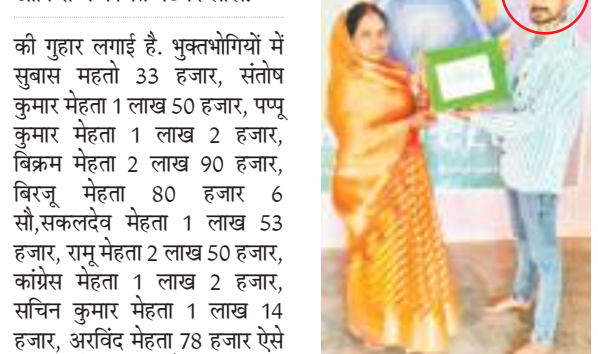 की गुहार लगाई है. भुक्तभोगियों में
सुबास महतो 33 हजार, संतोष
कुमार मेहता 1 लाख 50 हजार, पप्पू
कुमार मेहता 1 लाख 2 हजार,
बिक्रम मेहता 2 लाख 90 हजार,
बिरजू मेहता 80 हजार 6
सौ,सकलदेव मेहता 1 लाख 53
हजार, रामू मेहता 2 लाख 50 हजार,
कांग्रेस मेहता 1 लाख 2 हजार,
सचिन कुमार मेहता 1 लाख 14
हजार, अरविंद मेहता 78 हजार ऐसे